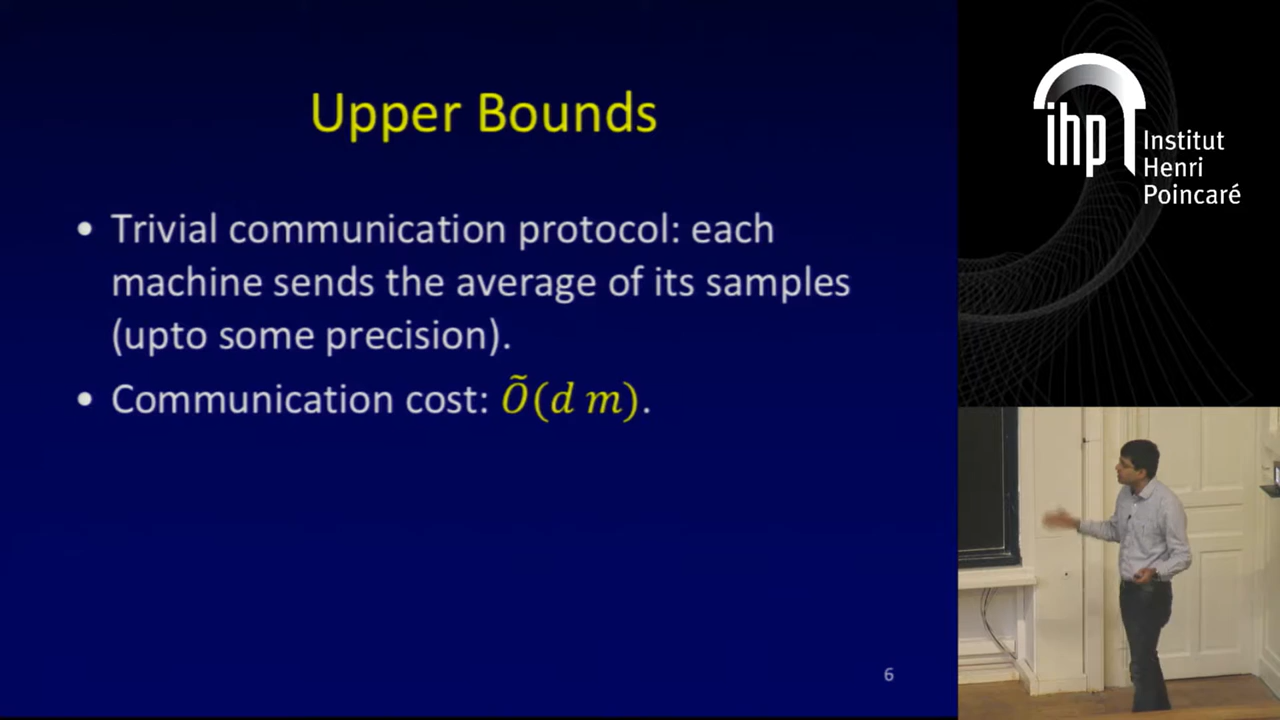 Upper Bounds
• Trivial communication protocol: each
machine sends the average of its samples
(upto some precision).
• Communication cost: Õ(d m).
6
ihp
Institut
Henri
Poincaré